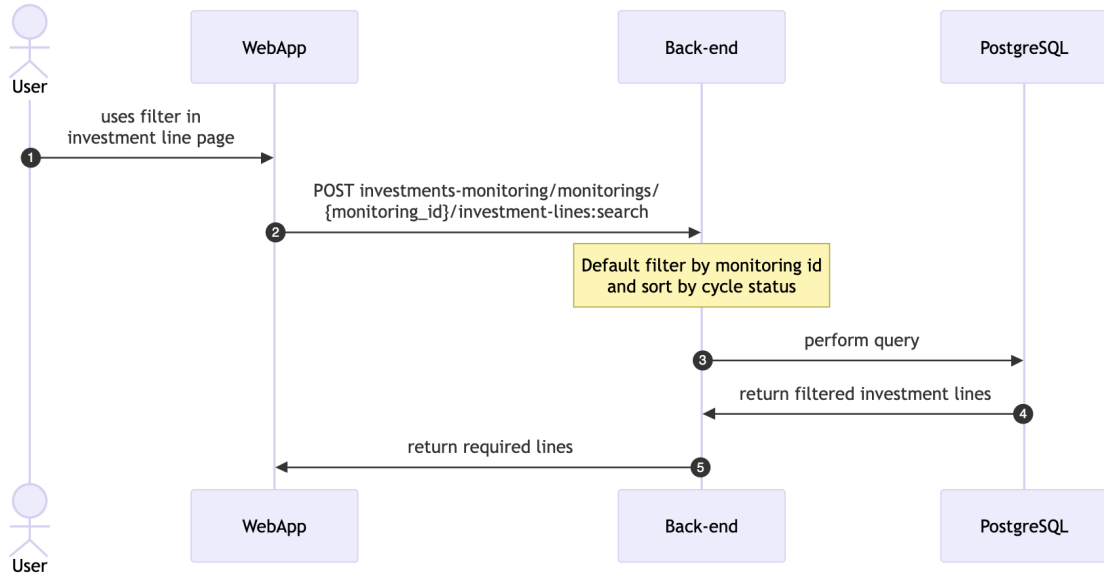 WebApp
Back-end
PostgreSQL
User
uses filter in
investment line page
1
POST investments-monitoring/monitorings/
{monitoring_id}/investment-lines:search
2
Default filter by monitoring id
and sort by cycle status
perform query
3
return filtered investment lines
4
return required lines
5
WebApp
Back-end
PostgreSQL
User